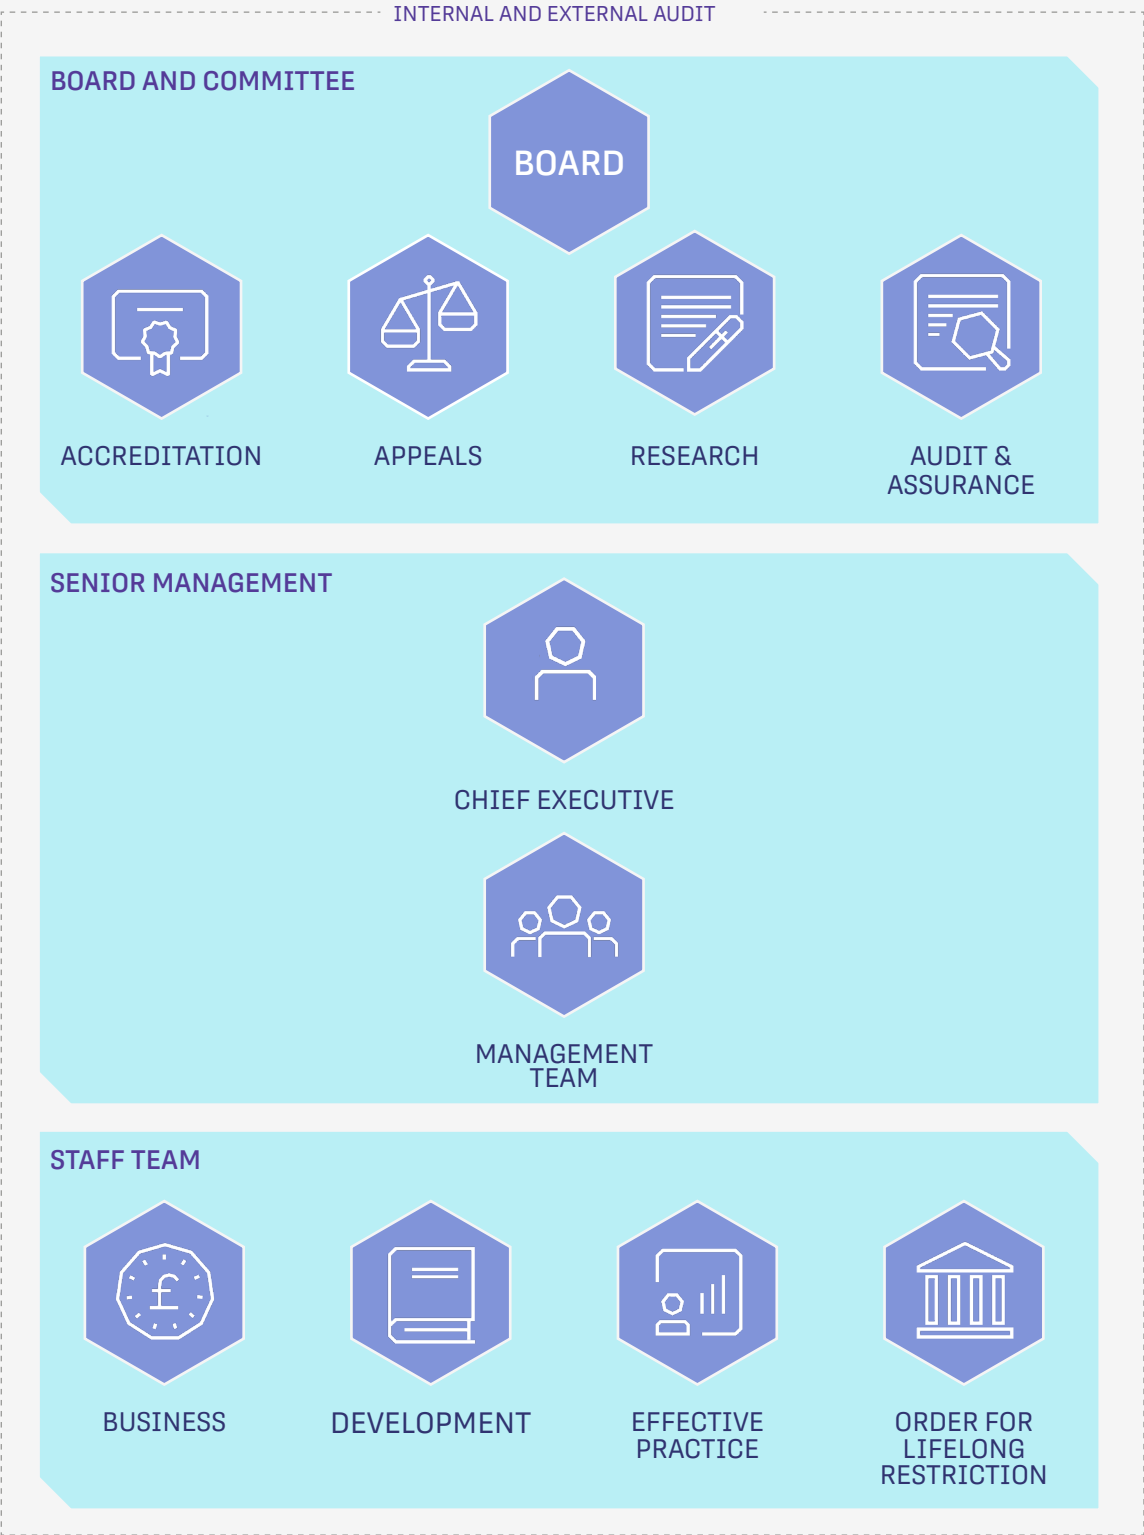 INTERNAL AND EXTERNAL AUDIT
BOARD AND COMMITTEE
BOARD
ACCREDITATION
APPEALS
RESEARCH
AUDIT &
ASSURANCE
SENIOR MANAGEMENT
CHIEF EXECUTIVE
MANAGEMENT
TEAM
STAFF TEAM
£
BUSINESS
DEVELOPMENT
EFFECTIVE
PRACTICE
ORDER FOR
LIFELONG
RESTRICTION